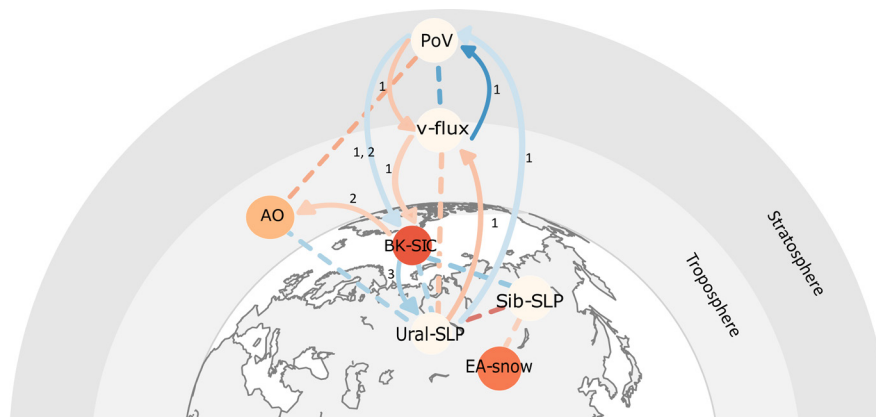 PoV
1
1
v-flux
1, 2
1
1
2
AO
1
BK-SIC
3
Sib-SLP
Ural-SLP
EA-snow
Stratosphere
Troposphere